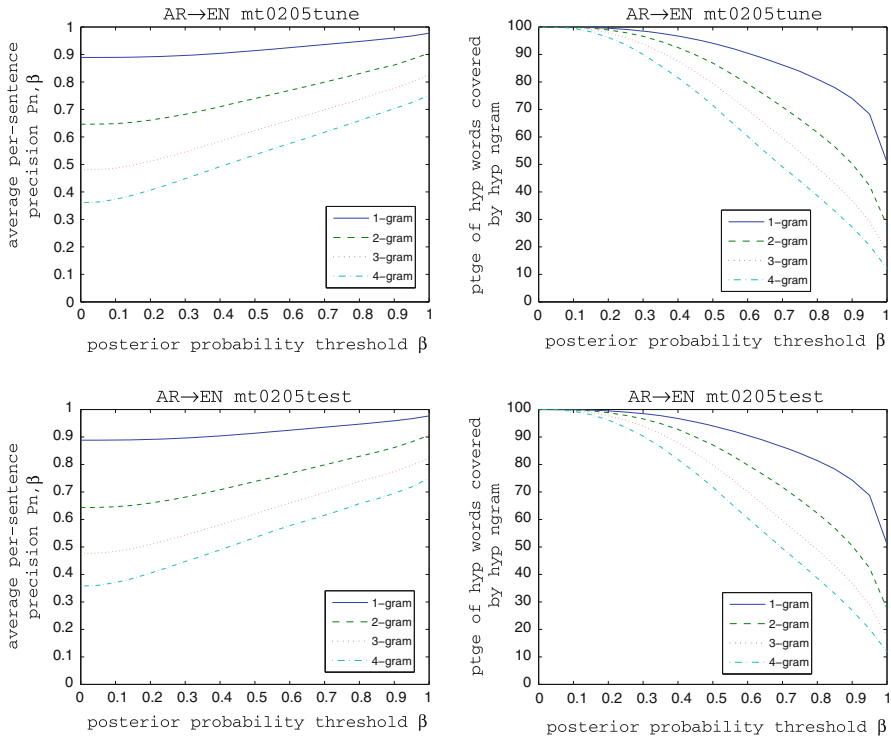 AR→EN mt0205tune
average per-sentence
precision Pn,β
1
0.9
0.8
0.7
0.6
0.5
0.4
0.3
0.2
0.1
0
1-gram
2-gram
3-gram
4-gram
0 0.1 0.2 0.3 0.4 0.5 0.6 0.7 0.8 0.9 1
posterior probability threshold β
AR→EN mt0205tune
ptge of hyp words covered
by hyp ngram
100
90
80
70
60
50
40
30
20
10
0
1-gram
2-gram
3-gram
4-gram
0 0.1 0.2 0.3 0.4 0.5 0.6 0.7 0.8 0.9 1
posterior probability threshold β
AR→EN mt0205test
average per-sentence
precision Pn,β
1
0.9
0.8
0.7
0.6
0.5
0.4
0.3
0.2
0.1
0
1-gram
2-gram
3-gram
4-gram
0 0.1 0.2 0.3 0.4 0.5 0.6 0.7 0.8 0.9 1
posterior probability threshold β
AR→EN mt0205test
ptge of hyp words covered
by hyp ngram
100
90
80
70
60
50
40
30
20
10
0
1-gram
2-gram
3-gram
4-gram
0 0.1 0.2 0.3 0.4 0.5 0.6 0.7 0.8 0.9 1
posterior probability threshold β